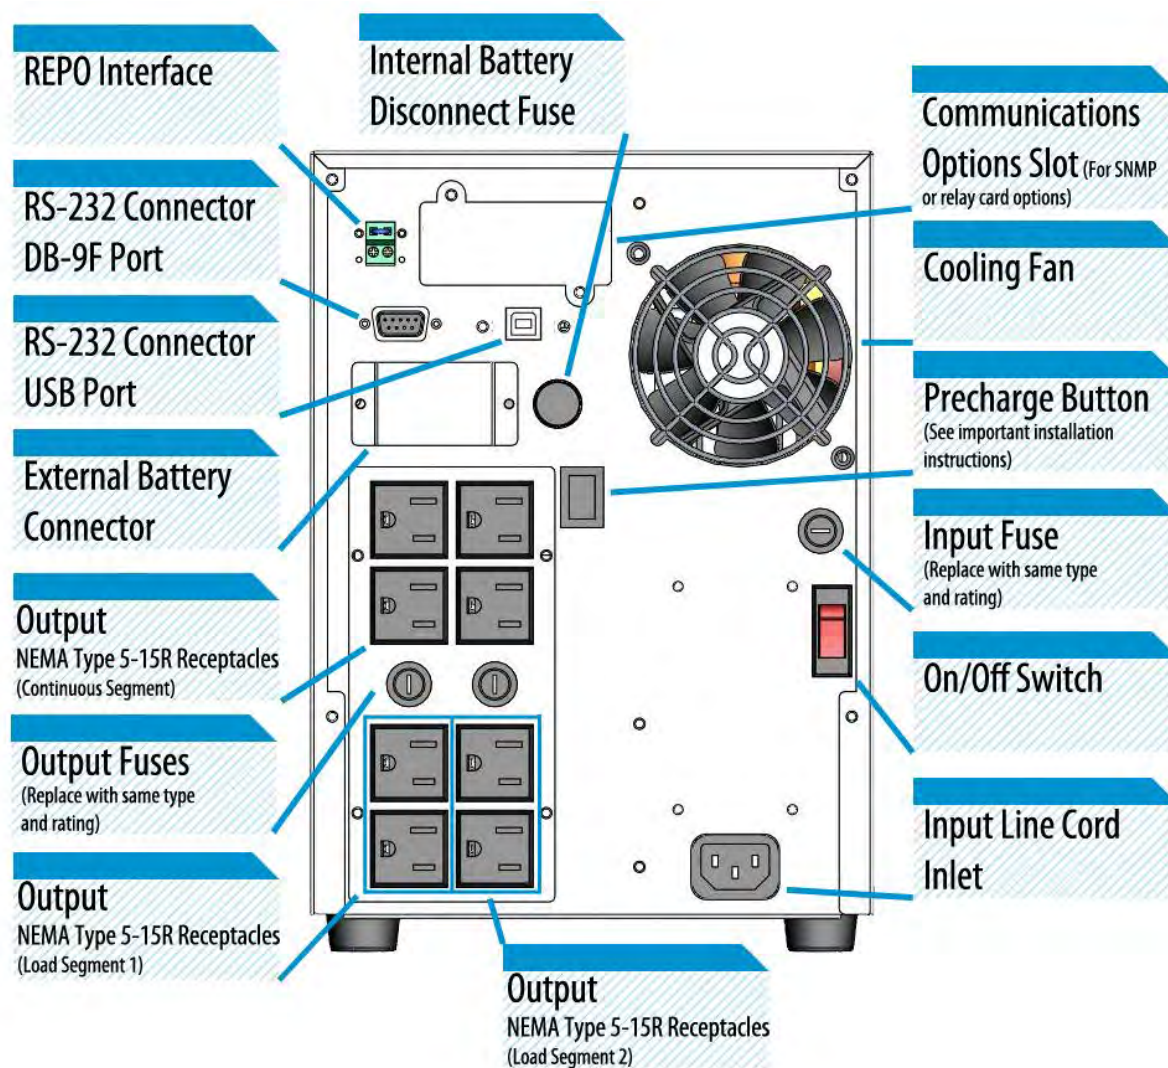 REPO Interface
Internal Battery
Disconnect Fuse
Communications
Options Slot (For SNMP
or relay card options)
RS-232 Connector
DB-9F Port
Cooling Fan
RS-232 Connector
USB Port
Precharge Button
(See important installation
instructions)
External Battery
Connector
Input Fuse
(Replace with same type
and rating)
Output
NEMA Type 5-15R Receptacles
(Continuous Segment)
On/Off Switch
Output Fuses
(Replace with same type
and rating)
Input Line Cord
Inlet
Output
NEMA Type 5-15R Receptacles
(Load Segment 1)
Output
NEMA Type 5-15R Receptacles
(Load Segment 2)